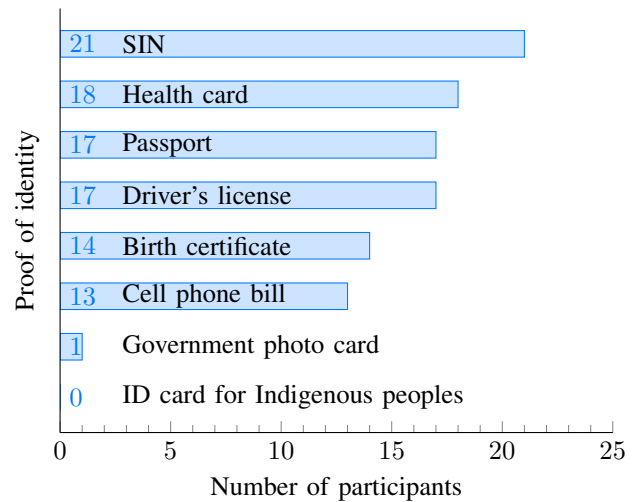 21 SIN
18 Health card
17 Passport
17 Driver's license
14 Birth certificate
13 Cell phone bill
1 Government photo card
0 ID card for Indigenous peoples
Proof of identity
0 5 10 15 20 25
Number of participants